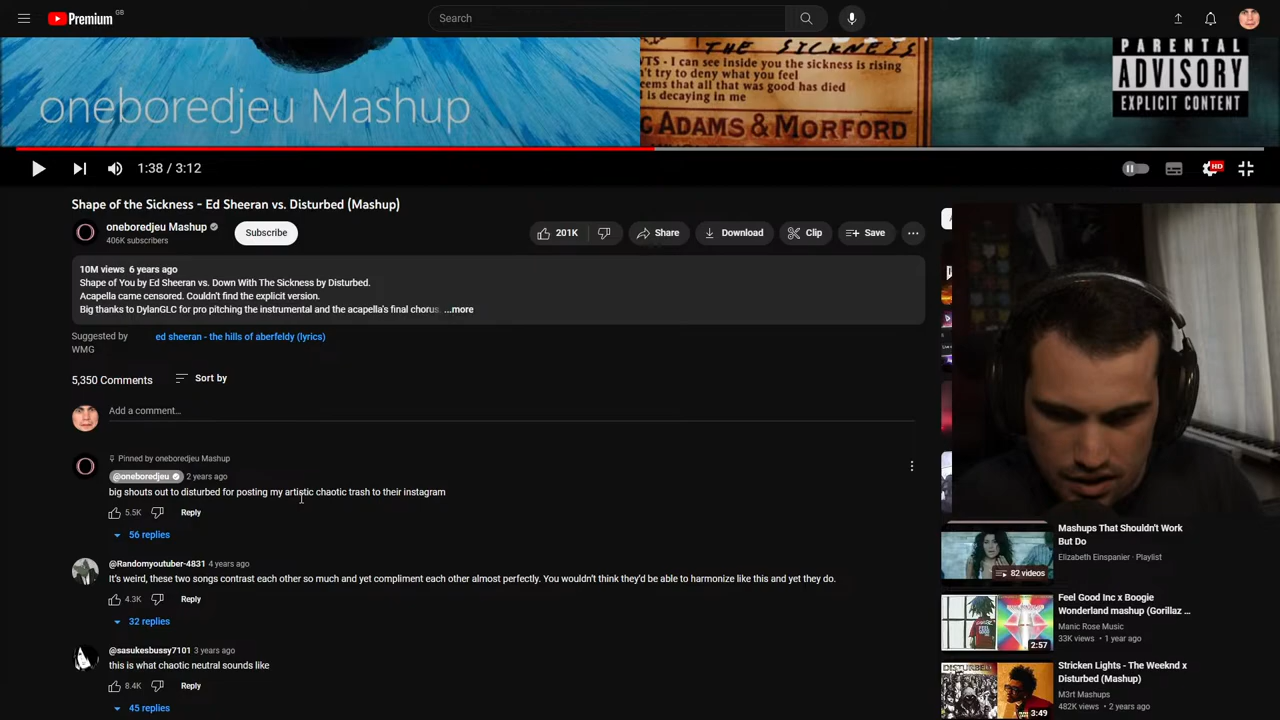 Premium GB
Search
oneboredjeu Mashup
THE SICKNESS
I can see inside you the sickness is rising
't try to deny what you feel
eems that all that was good has died
is decaying in me
C ADAMS & MORFORD
PARENTAL
ADVISORY
EXPLICIT CONTENT
1:38 / 3:12
HD
Shape of the Sickness - Ed Sheeran vs. Disturbed (Mashup)
oneboredjeu Mashup
406K subscribers
Subscribe
201K
Share
Download
Clip
Save
10M views 6 years ago
Shape of You by Ed Sheeran vs. Down With The Sickness by Disturbed.
Acapella came censored. Couldn't find the explicit version.
Big thanks to DylanGLC for pro pitching the instrumental and the acapella's final chorus. ...more
Suggested by
WMG
ed sheeran - the hills of aberfeldy (lyrics)
5,350 Comments
Sort by
Add a comment...
Pinned by oneboredjeu Mashup
@oneboredjeu 2 years ago
big shouts out to disturbed for posting my artistic chaotic trash to their instagram
5.5K
Reply
56 replies
@Randomyoutuber-4831 4 years ago
It's weird, these two songs contrast each other so much and yet compliment each other almost perfectly. You wouldn't think they'd be able to harmonize like this and yet they do.
4.3K
Reply
32 replies
@sasukesbussy7101 3 years ago
this is what chaotic neutral sounds like
8.4K
Reply
45 replies
Mashups That Shouldn't Work
But Do
Elizabeth Einspanier · Playlist
82 videos
Feel Good Inc x Boogie
Wonderland mashup (Gorillaz ...
Manic Rose Music
33K views · 1 year ago
2:57
Stricken Lights - The Weeknd x
Disturbed (Mashup)
M3rt Mashups
482K views · 2 years ago
DISTURBED
3:49